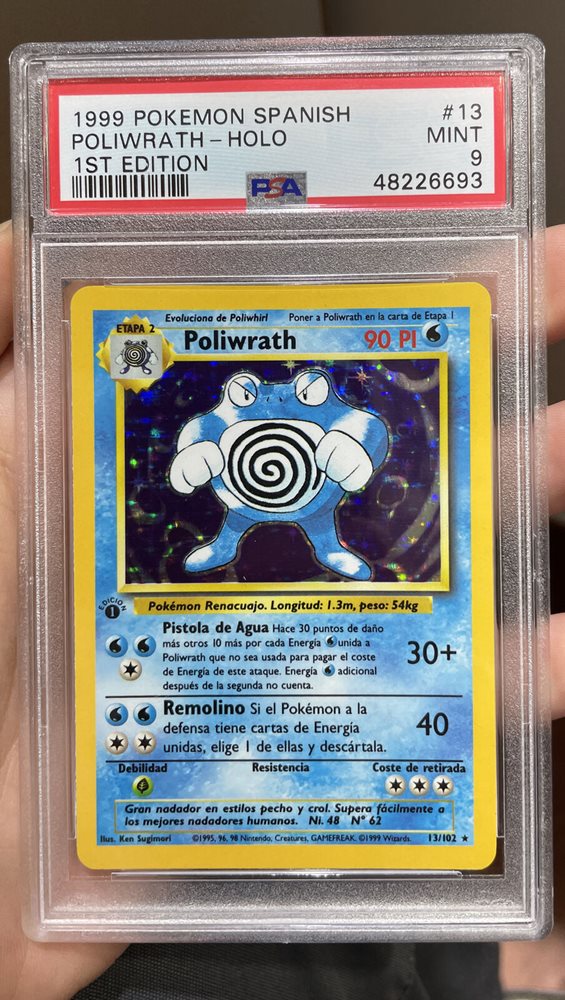 1999 POKEMON SPANISH #13
POLIWRATH - HOLO MINT
1ST EDITION 9
PSA 48226693
Evoluciona de Poliwhirl Poner a Poliwrath en la carta de Etapa 1
ETAPA 2
Poliwrath 90 PI
EDICIÓN
1
Pokémon Renacuajo. Longitud: 1.3m, peso: 54kg
Pistola de Agua Hace 30 puntos de daño
más otros 10 más por cada Energía unida a
Poliwrath que no sea usada para pagar el coste
de Energía de este ataque. Energía adicional
después de la segunda no cuenta.
30+
Remolino Si el Pokémon a la
defensa tiene cartas de Energía
unidas, elige 1 de ellas y descártala.
40
Debilidad Resistencia Coste de retirada
Gran nadador en estilos pecho y crol. Supera fácilmente a
los mejores nadadores humanos. Ni. 48 Nº 62
Ilus. Ken Sugimori ©1995, 96, 98 Nintendo, Creatures, GAMEFREAK. ©1999 Wizards. 13/102 ★